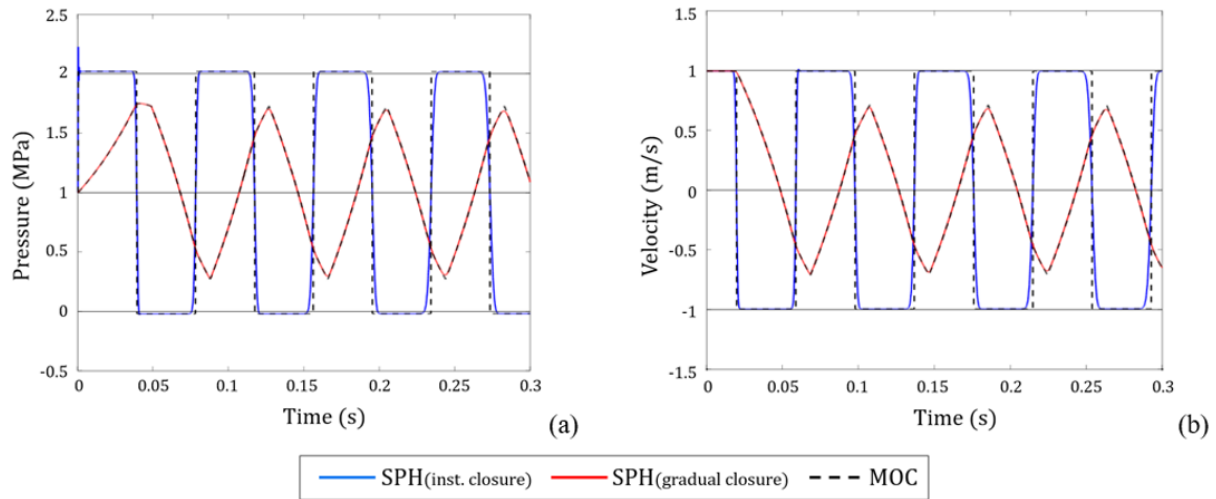 2.5
2
1.5
1
0.5
0
-0.5
Pressure (MPa)
0 0.05 0.1 0.15 0.2 0.25 0.3
Time (s)
(a)
1.5
1
0.5
0
-0.5
-1
-1.5
Velocity (m/s)
0 0.05 0.1 0.15 0.2 0.25 0.3
Time (s)
(b)
SPH(inst. closure) SPH(gradual closure) MOC